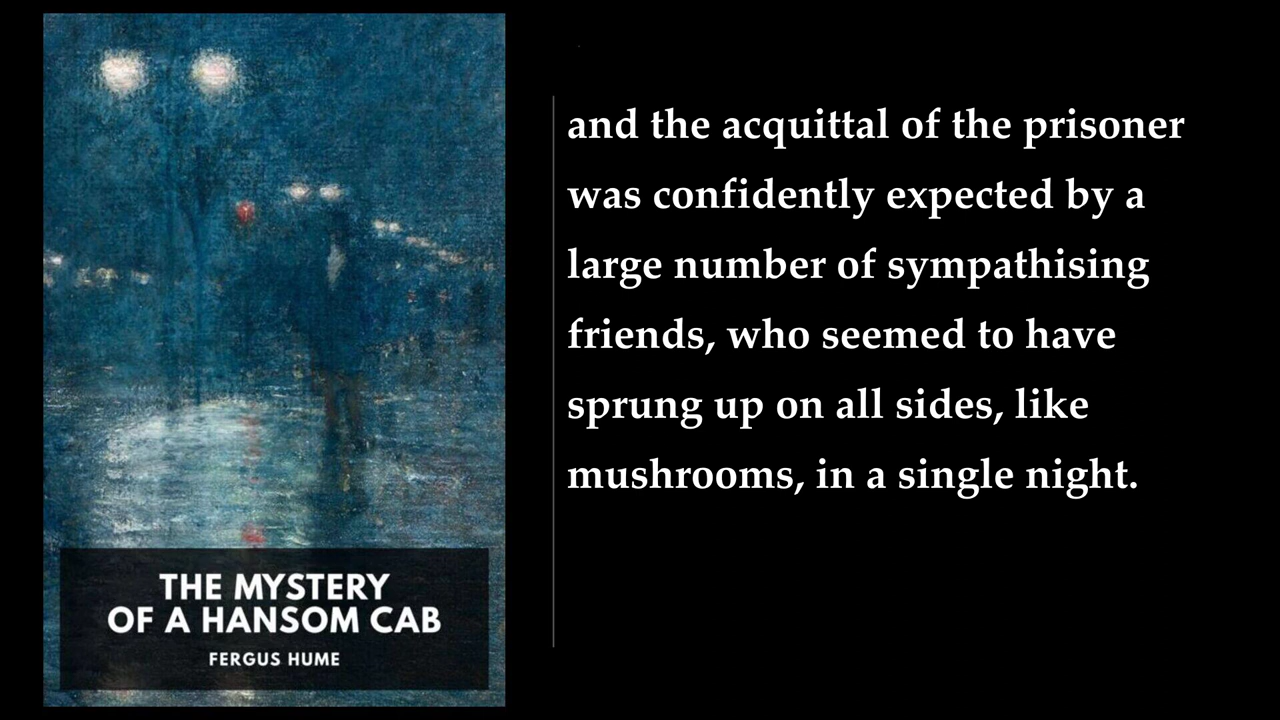 and the acquittal of the prisoner
was confidently expected by a
large number of sympathising
friends, who seemed to have
sprung up on all sides, like
mushrooms, in a single night.
THE MYSTERY
OF A HANSOM CAB
FERGUS HUME